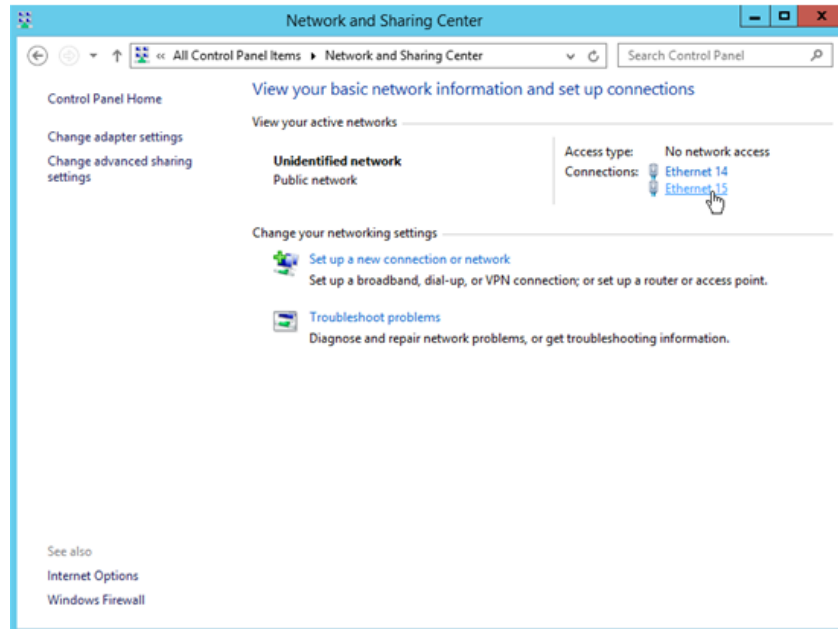 Network and Sharing Center
« All Control Panel Items ▸ Network and Sharing Center
Search Control Panel
Control Panel Home
Change adapter settings
Change advanced sharing
settings
View your basic network information and set up connections
View your active networks
Unidentified network
Public network
Access type: No network access
Connections: Ethernet 14
Ethernet 15
Change your networking settings
Set up a new connection or network
Set up a broadband, dial-up, or VPN connection; or set up a router or access point.
Troubleshoot problems
Diagnose and repair network problems, or get troubleshooting information.
See also
Internet Options
Windows Firewall